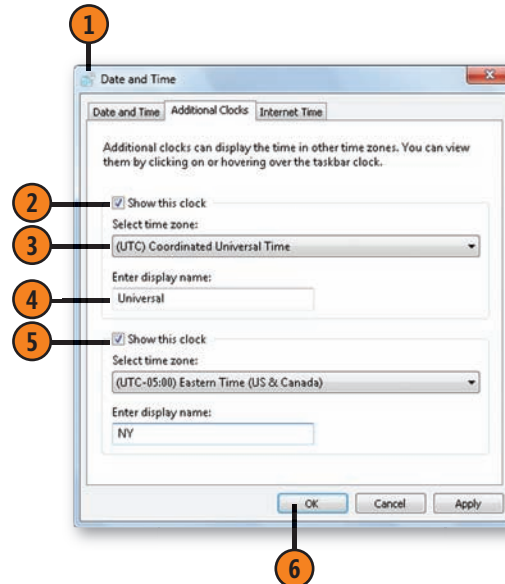 1
Date and Time
Date and Time Additional Clocks Internet Time
Additional clocks can display the time in other time zones. You can view
them by clicking on or hovering over the taskbar clock.
2
Show this clock
Select time zone:
3
(UTC) Coordinated Universal Time
Enter display name:
4
Universal
5
Show this clock
Select time zone:
(UTC-05:00) Eastern Time (US & Canada)
Enter display name:
NY
OK Cancel Apply
6